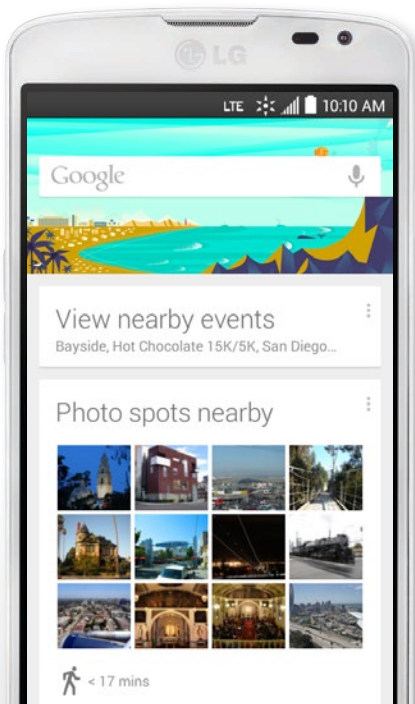 LG
LTE 10:10 AM
Google
View nearby events
Bayside, Hot Chocolate 15K/5K, San Diego...
Photo spots nearby
< 17 mins